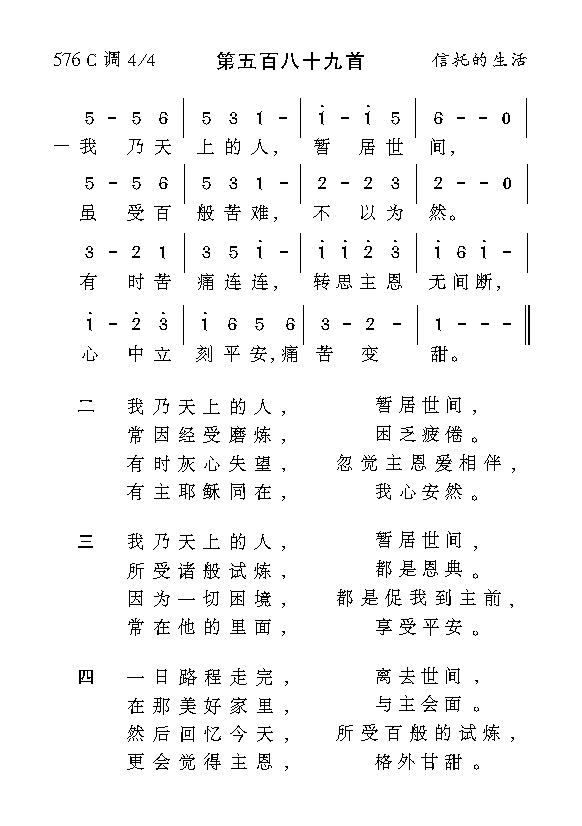 576 C 调 4/4 第五百八十九首 信托的生活
5 - 5 6 | 5 3 1 - | i - i 5 | 6 - - 0 |
一 我 乃天 上的人, 暂 居世 间,
5 - 5 6 | 5 3 1 - | 2 - 2 3 | 2 - - 0 |
虽 受百 般苦难, 不 以为 然。
3 - 2 1 | 3 5 i - | i i 2̇ 3̇ | i 6 i - |
有 时苦 痛连连, 转思主恩 无间断,
i - 2̇ 3̇ | i 6 5 6 | 3 - 2 - | 1 - - - ‖
心 中立 刻平安,痛 苦 变 甜。
二 我乃天上的人, 暂居世间,
常因经受磨炼, 困乏疲倦。
有时灰心失望, 忽觉主恩爱相伴,
有主耶稣同在, 我心安然。
三 我乃天上的人, 暂居世间,
所受诸般试炼, 都是恩典。
因为一切困境, 都是促我到主前,
常在他的里面, 享受平安。
四 一日路程走完, 离去世间,
在那美好家里, 与主会面。
然后回忆今天, 所受百般的试炼,
更会觉得主恩, 格外甘甜。